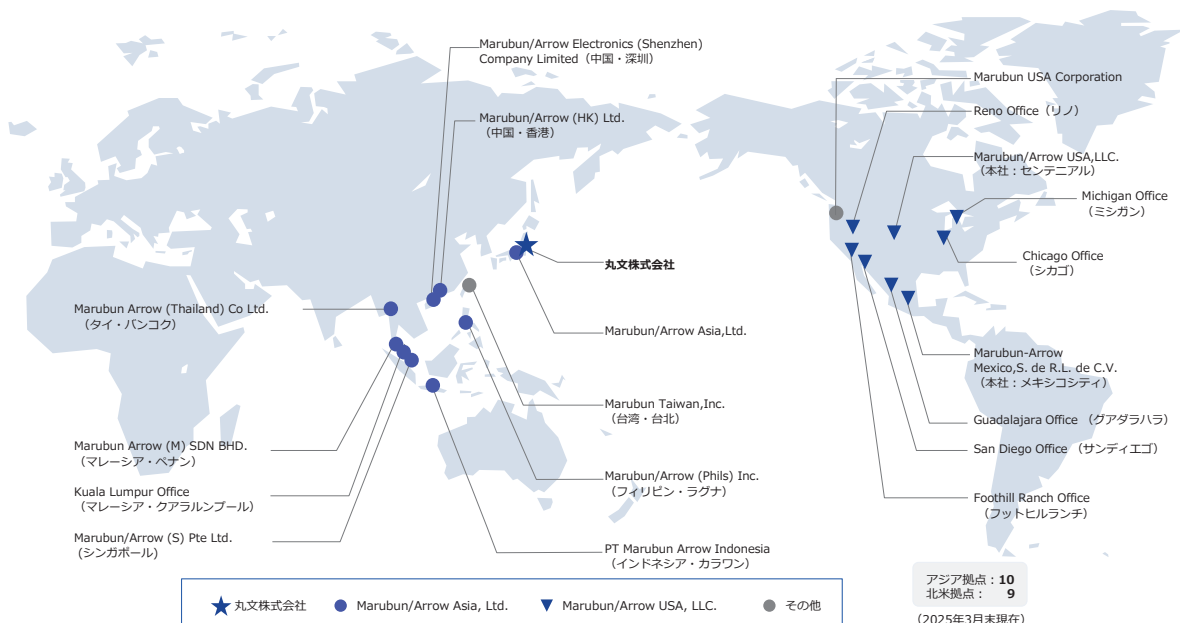 Marubun/Arrow Electronics (Shenzhen)
Company Limited（中国・深圳）
Marubun/Arrow (HK) Ltd.
（中国・香港）
丸文株式会社
Marubun Arrow (Thailand) Co Ltd.
（タイ・バンコク）
Marubun/Arrow Asia,Ltd.
Marubun Taiwan,Inc.
（台湾・台北）
Marubun Arrow (M) SDN BHD.
（マレーシア・ペナン）
Kuala Lumpur Office
（マレーシア・クアラルンプール）
Marubun/Arrow (S) Pte Ltd.
（シンガポール）
Marubun/Arrow (Phils) Inc.
（フィリピン・ラグナ）
PT Marubun Arrow Indonesia
（インドネシア・カラワン）
Marubun USA Corporation
Reno Office（リノ）
Marubun/Arrow USA,LLC.
（本社：センテニアル）
Michigan Office
（ミシガン）
Chicago Office
（シカゴ）
Marubun-Arrow
Mexico,S. de R.L. de C.V.
（本社：メキシコシティ）
Guadalajara Office （グアダラハラ）
San Diego Office （サンディエゴ）
Foothill Ranch Office
（フットヒルランチ）
アジア拠点：10
北米拠点： 9
（2025年3月末現在）
丸文株式会社
Marubun/Arrow Asia, Ltd.
Marubun/Arrow USA, LLC.
その他